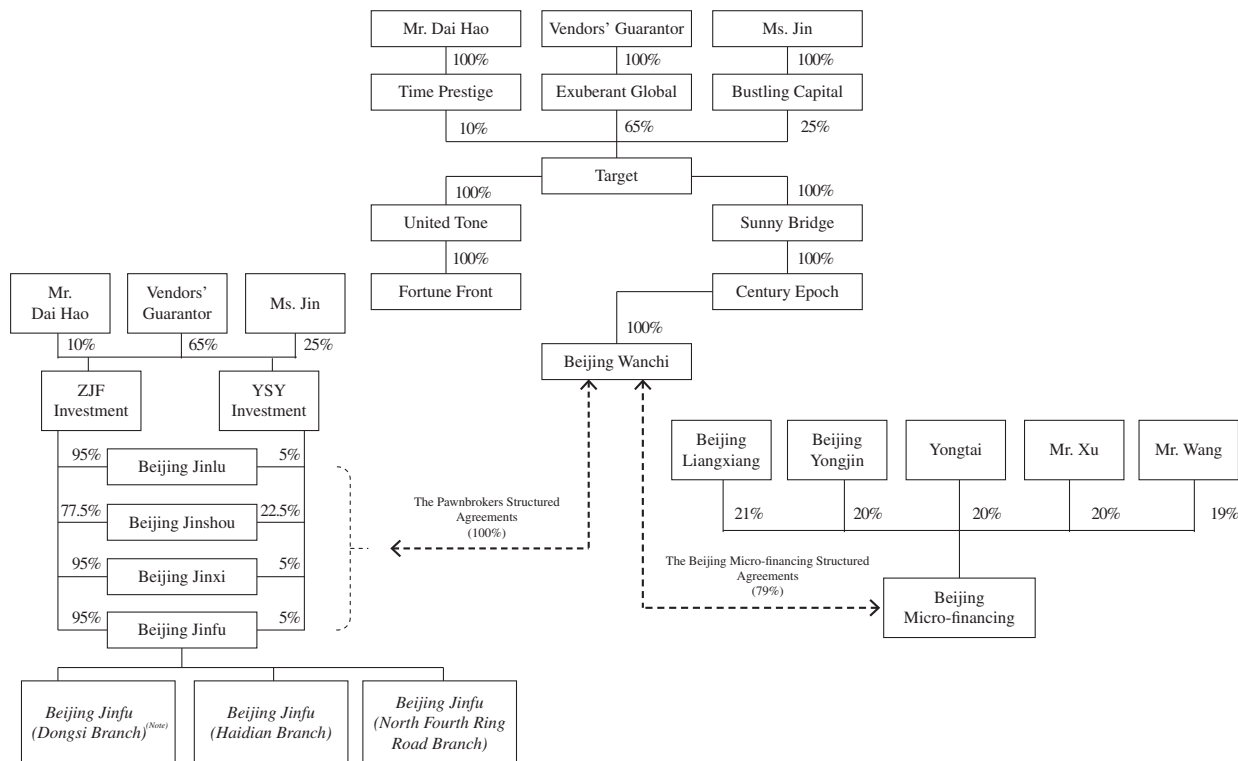 Mr. Dai Hao
Vendors' Guarantor
Ms. Jin
100%
100%
100%
Time Prestige
Exuberant Global
Bustling Capital
10%
65%
25%
Target
100%
100%
United Tone
Sunny Bridge
100%
100%
Fortune Front
Century Epoch
100%
Beijing Wanchi
Mr.
Dai Hao
Vendors'
Guarantor
Ms. Jin
10%
65%
25%
ZJF
Investment
YSY
Investment
95%
Beijing Jinlu
5%
77.5%
Beijing Jinshou
22.5%
95%
Beijing Jinxi
5%
95%
Beijing Jinfu
5%
The Pawnbrokers Structured
Agreements
(100%)
Beijing
Liangxiang
Beijing
Yongjin
Yongtai
Mr. Xu
Mr. Wang
21%
20%
20%
20%
19%
The Beijing Micro-financing Structured
Agreements
(79%)
Beijing
Micro-financing
Beijing Jinfu
(Dongsi Branch)(Note)
Beijing Jinfu
(Haidian Branch)
Beijing Jinfu
(North Fourth Ring
Road Branch)